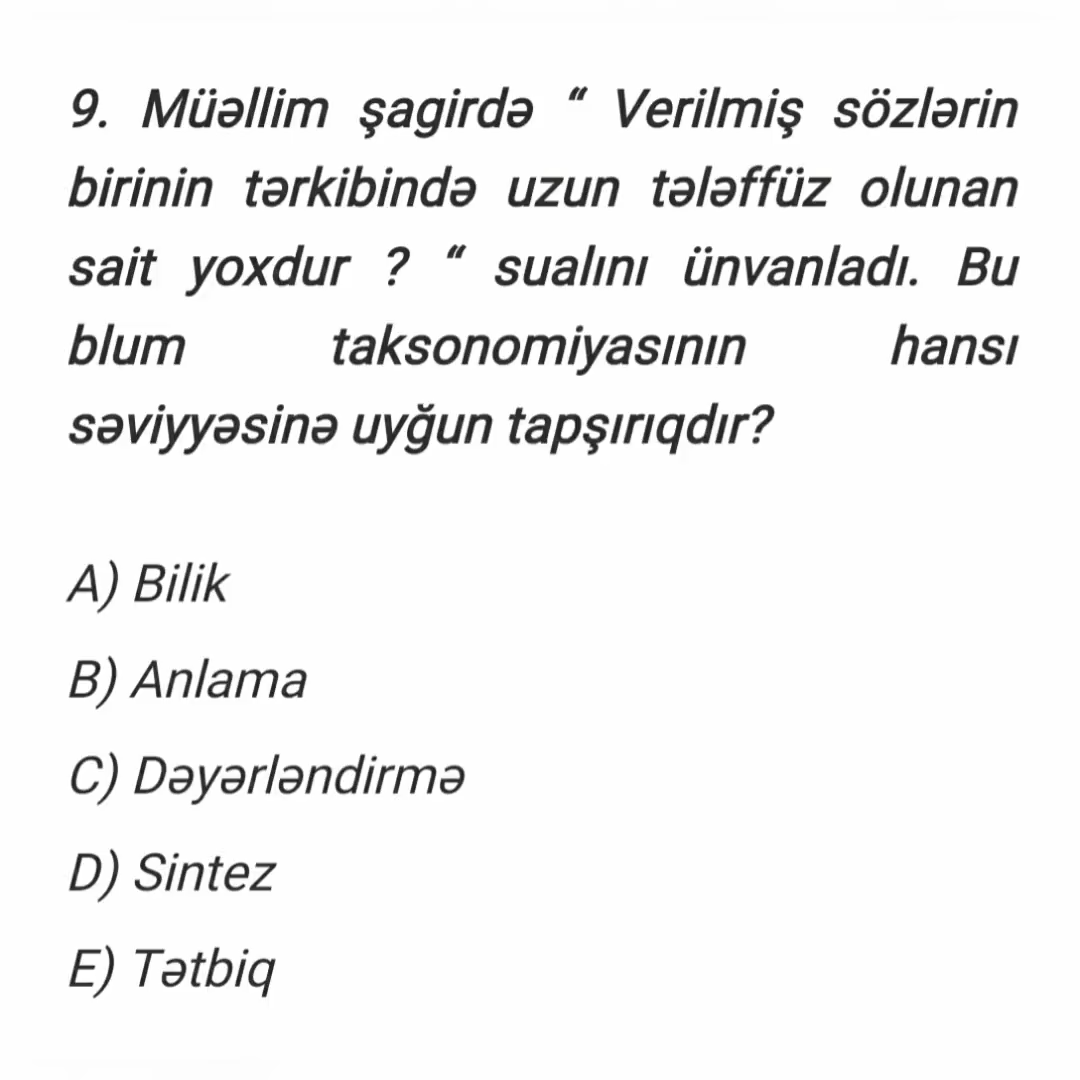 9. Müəllim şagirdə “ Verilmiş sözlərin
birinin tərkibində uzun tələffüz olunan
sait yoxdur ? “ sualını ünvanladı. Bu
blum taksonomiyasının hansı
səviyyəsinə uyğun tapşırıqdır?
A) Bilik
B) Anlama
C) Dəyərləndirmə
D) Sintez
E) Tətbiq